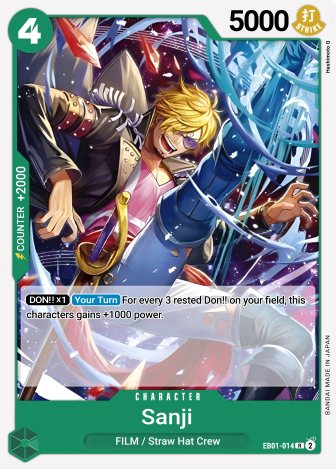 4
5000
打
STRIKE
Hashimoto Q
COUNTER +2000
DON!!×1 Your Turn For every 3 rested Don!! on your field, this
characters gains +1000 power.
BANDAI MADE IN JAPAN
CHARACTER
Sanji
FILM / Straw Hat Crew
EB01-014 R 2